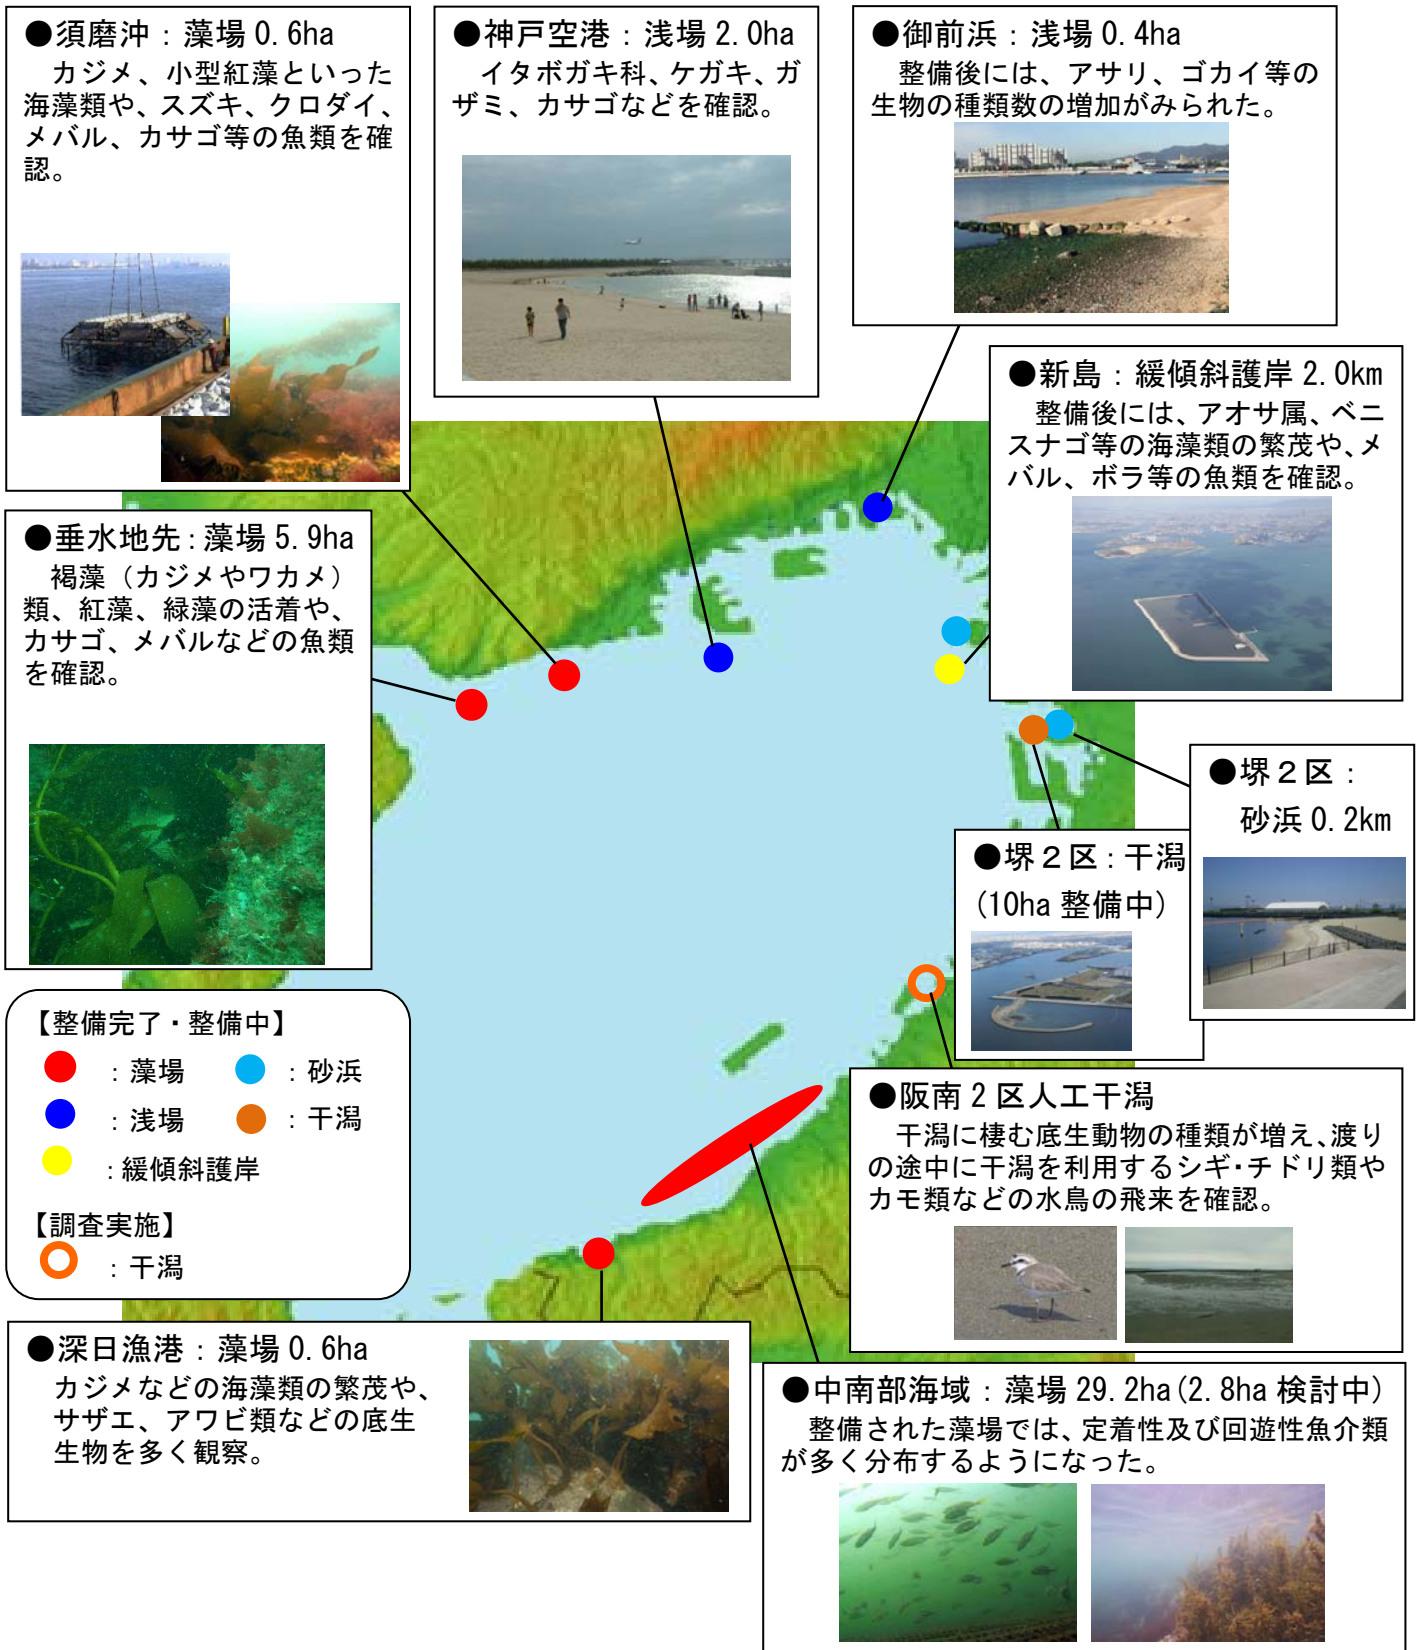 ●須磨沖：藻場 0.6ha
カジメ、小型紅藻といった
海藻類や、スズキ、クロダイ、
メバル、カサゴ等の魚類を確
認。
●神戸空港：浅場 2.0ha
イタボガキ科、ケガキ、ガ
ザミ、カサゴなどを確認。
●御前浜：浅場 0.4ha
整備後には、アサリ、ゴカイ等の
生物の種類数の増加がみられた。
●新島：緩傾斜護岸 2.0km
整備後には、アオサ属、ベニ
スナゴ等の海藻類の繁茂や、メ
バル、ボラ等の魚類を確認。
●垂水地先：藻場 5.9ha
褐藻（カジメやワカメ）
類、紅藻、緑藻の活着や、
カサゴ、メバルなどの魚類
を確認。
●堺２区：
砂浜 0.2km
●堺２区：干潟
(10ha 整備中)
【整備完了・整備中】
：藻場
：砂浜
：浅場
：干潟
：緩傾斜護岸
【調査実施】
：干潟
●阪南２区人工干潟
干潟に棲む底生動物の種類が増え、渡り
の途中に干潟を利用するシギ・チドリ類や
カモ類などの水鳥の飛来を確認。
●深日漁港：藻場 0.6ha
カジメなどの海藻類の繁茂や、
サザエ、アワビ類などの底生
生物を多く観察。
●中南部海域：藻場 29.2ha(2.8ha 検討中)
整備された藻場では、定着性及び回遊性魚介類
が多く分布するようになった。